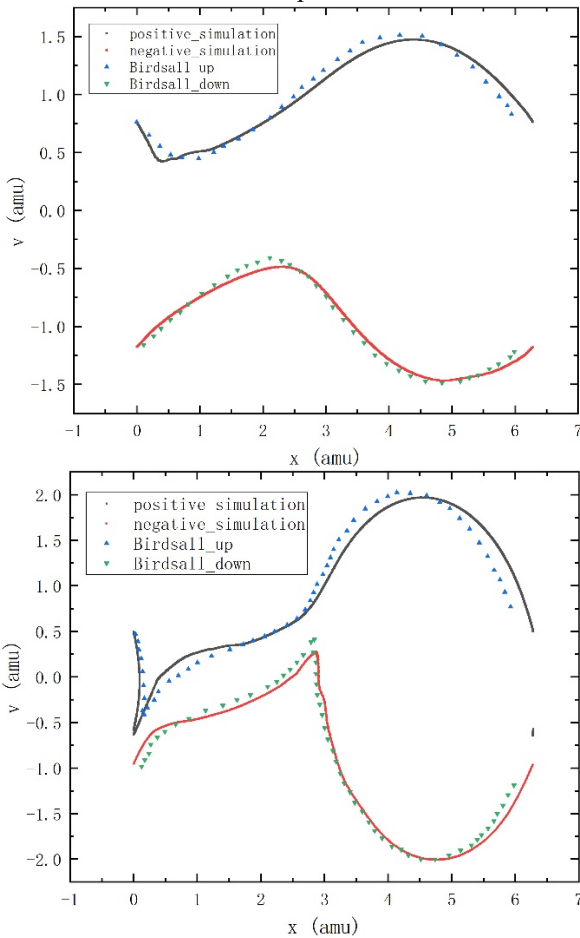 positive_simulation
negative_simulation
Birdsall up
Birdsall_down
1.5
1.0
0.5
0.0
-0.5
-1.0
-1.5
v (amu)
-1 0 1 2 3 4 5 6 7
x (amu)
positive simulation
negative_simulation
Birdsall_up
Birdsall_down
2.0
1.5
1.0
0.5
0.0
-0.5
-1.0
-1.5
-2.0
v (amu)
-1 0 1 2 3 4 5 6 7
x (amu)